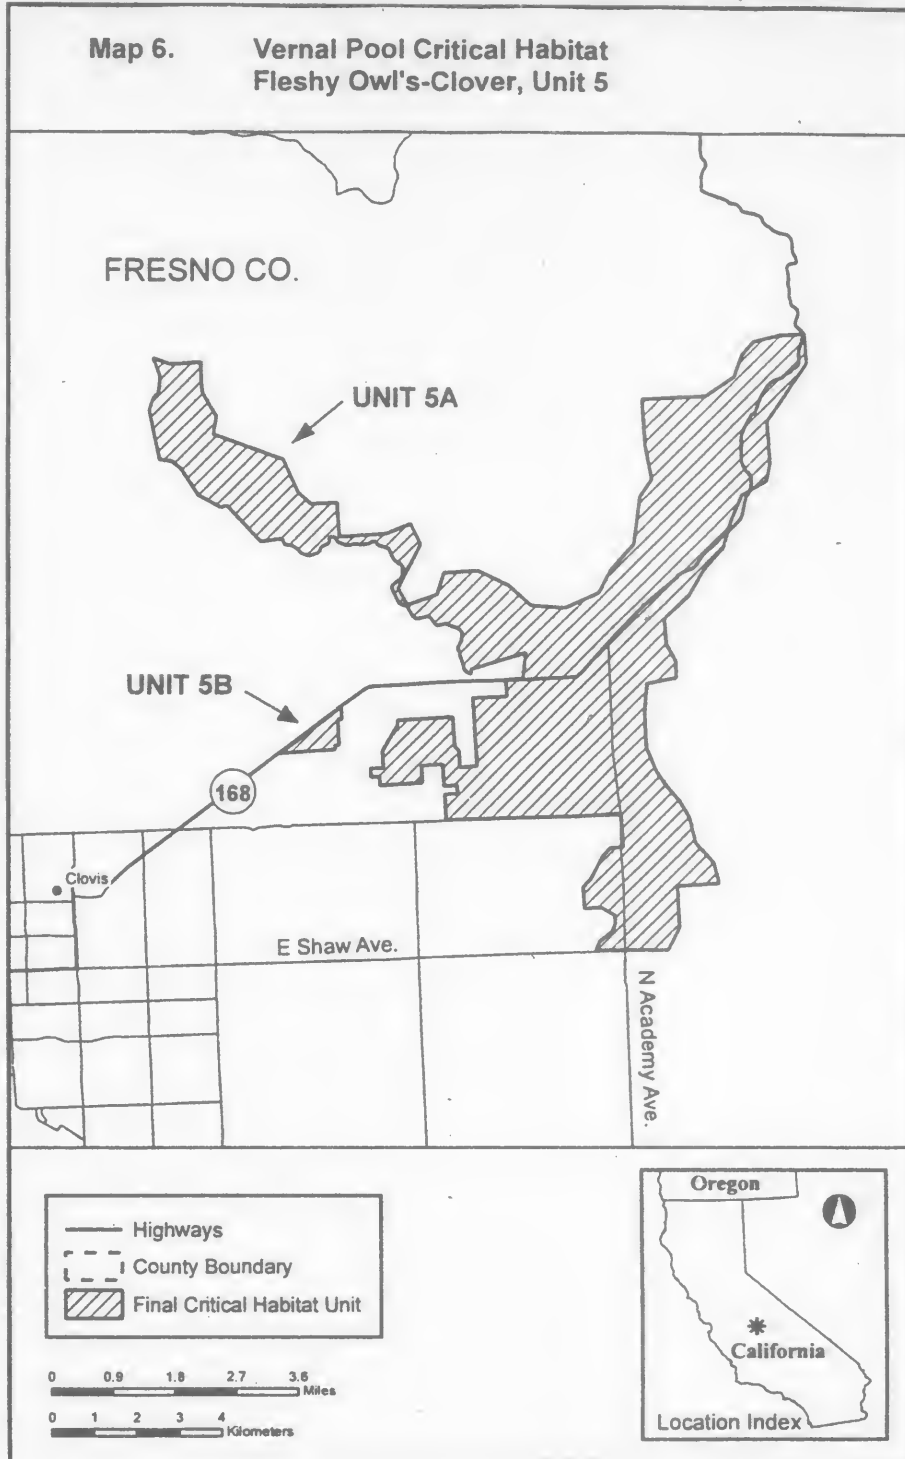 Map 6. Vernal Pool Critical Habitat
Fleshy Owl's-Clover, Unit 5
FRESNO CO.
UNIT 5A
UNIT 5B
168
Clovis
E Shaw Ave.
N Academy Ave.
Highways
County Boundary
Final Critical Habitat Unit
0 0.9 1.8 2.7 3.6
Miles
0 1 2 3 4
Kilometers
Oregon
California
Location Index